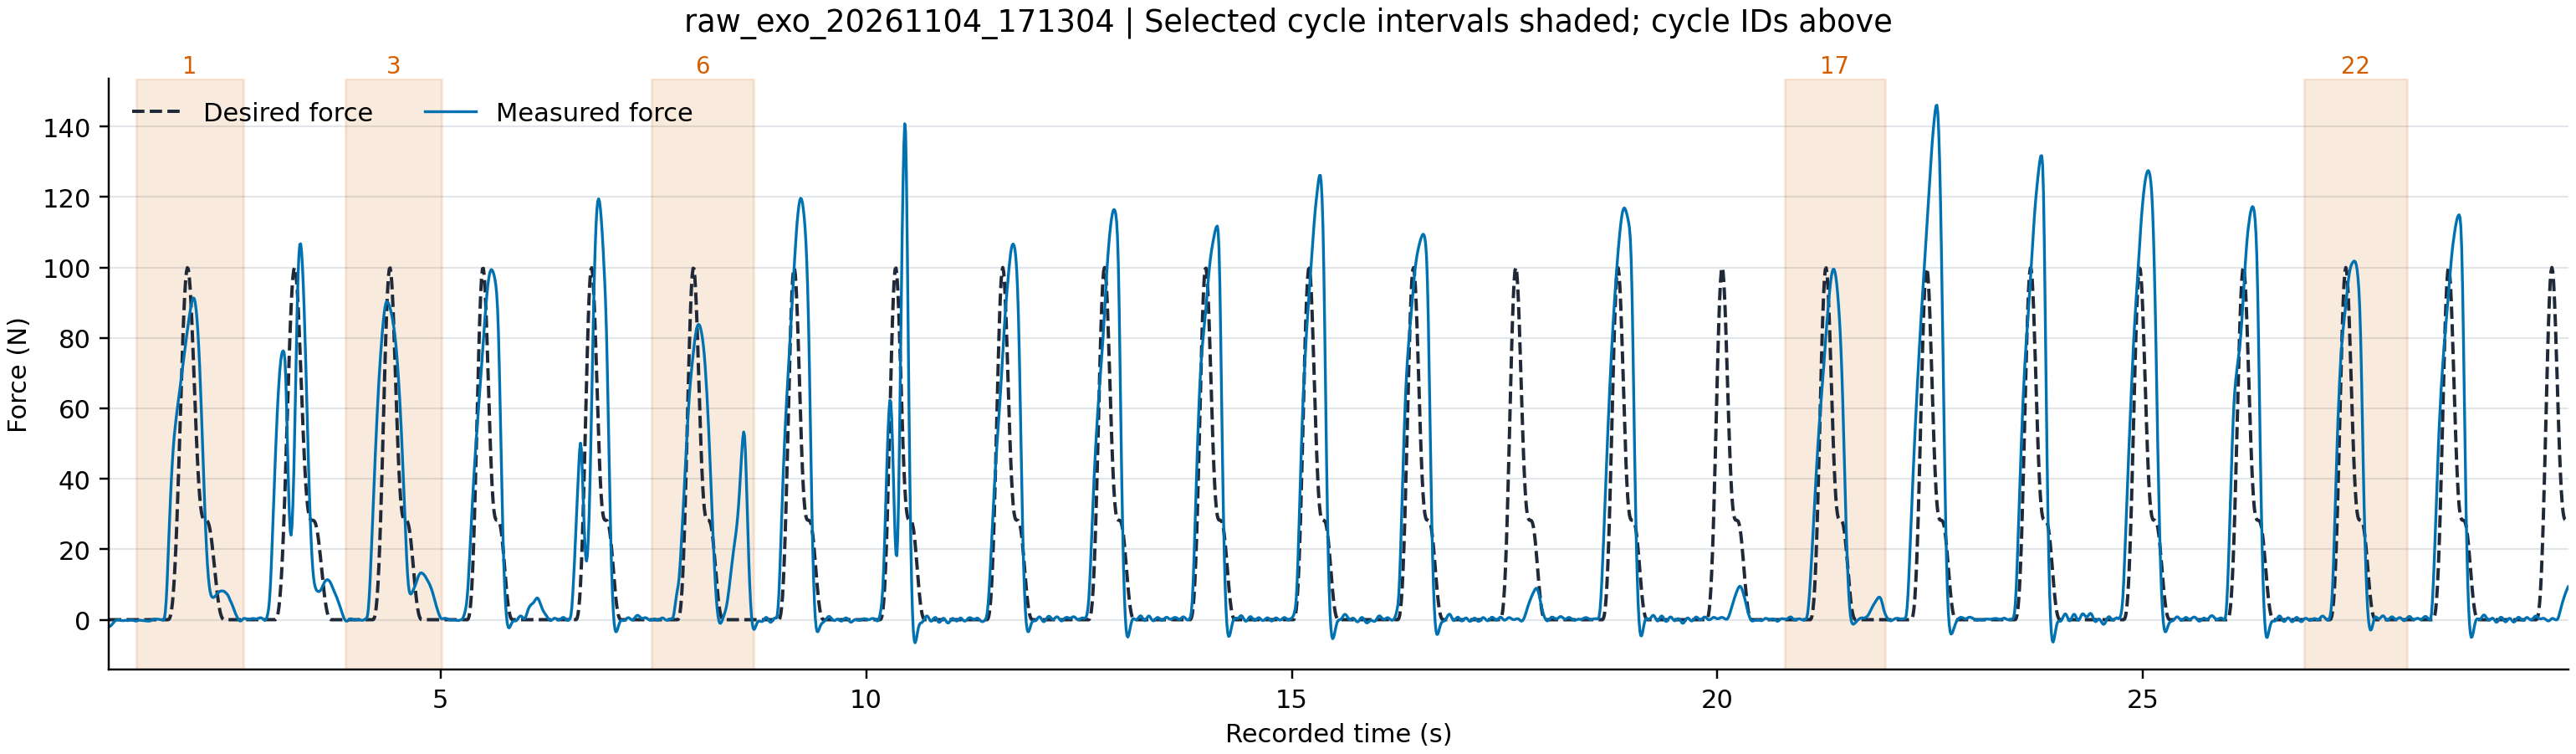 raw_exo_20261104_171304 | Selected cycle intervals shaded; cycle IDs above
1 3 6 17 22
Desired force Measured force
140
120
100
80
60
40
20
0
Force (N)
5 10 15 20 25
Recorded time (s)